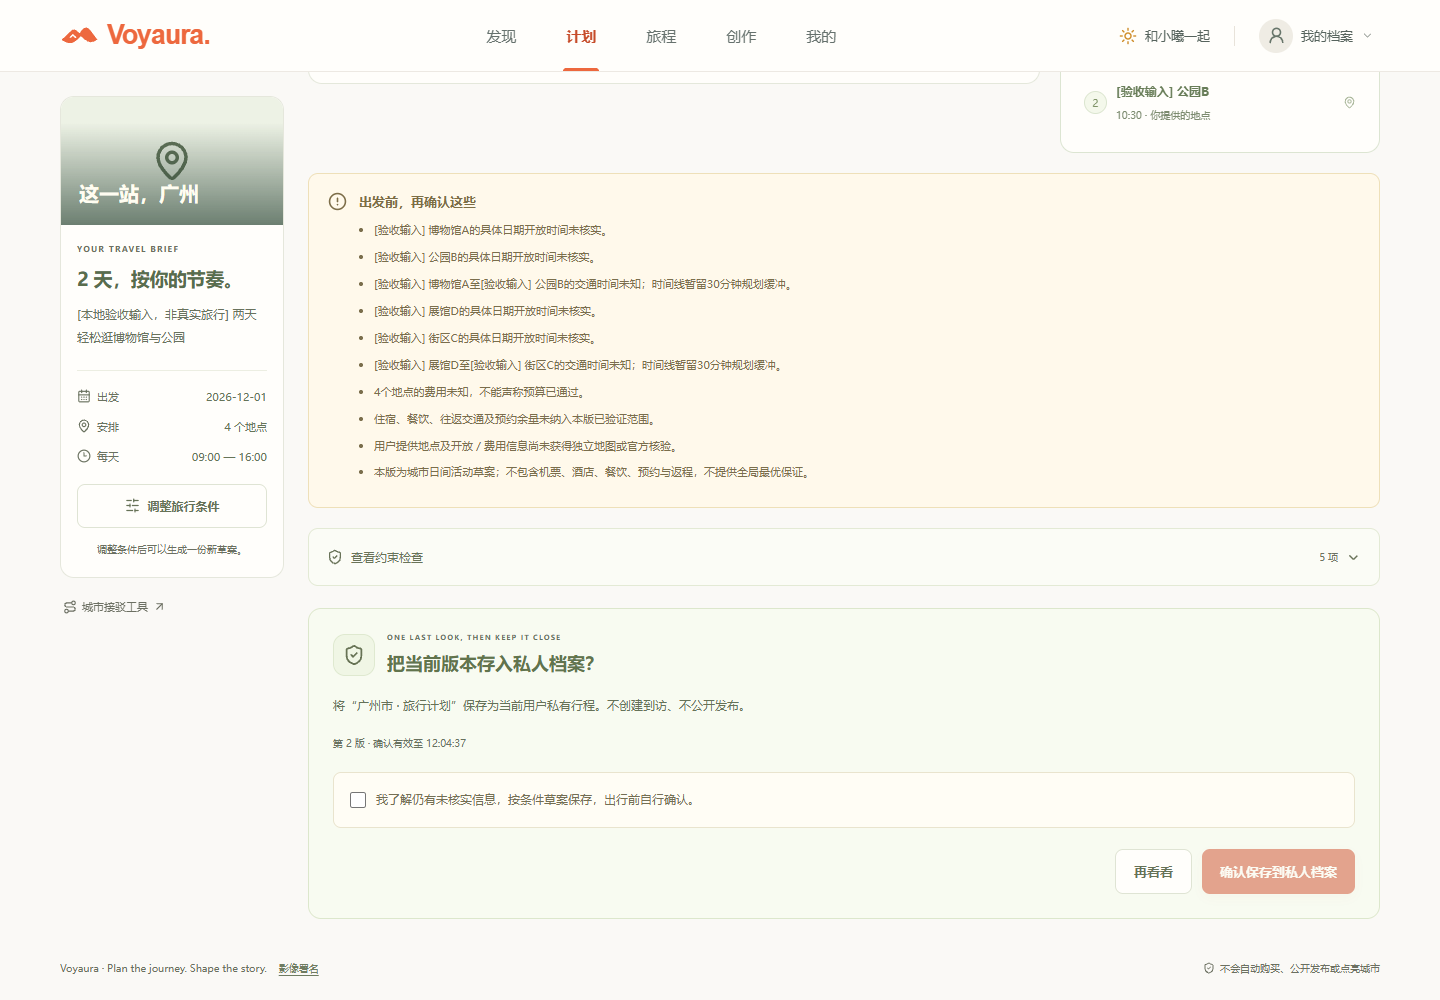 Voyaura.
发现
计划
旅程
创作
我的
和小曦一起
我的档案
这一站，广州
YOUR TRAVEL BRIEF
2 天，按你的节奏。
[本地验收输入，非真实旅行] 两天
轻松逛博物馆与公园
出发 2026-12-01
安排 4 个地点
每天 09:00 — 16:00
调整旅行条件
调整条件后可以生成一份新草案。
城市接驳工具
2
[验收输入] 公园B
10:30 · 你提供的地点
出发前，再确认这些
[验收输入] 博物馆A的具体日期开放时间未核实。
[验收输入] 公园B的具体日期开放时间未核实。
[验收输入] 博物馆A至[验收输入] 公园B的交通时间未知；时间线暂留30分钟规划缓冲。
[验收输入] 展馆D的具体日期开放时间未核实。
[验收输入] 街区C的具体日期开放时间未核实。
[验收输入] 展馆D至[验收输入] 街区C的交通时间未知；时间线暂留30分钟规划缓冲。
4个地点的费用未知，不能声称预算已通过。
住宿、餐饮、往返交通及预约余量未纳入本版已验证范围。
用户提供地点及开放 / 费用信息尚未获得独立地图或官方核验。
本版为城市日间活动草案；不包含机票、酒店、餐饮、预约与返程，不提供全局最优保证。
查看约束检查
5 项
ONE LAST LOOK, THEN KEEP IT CLOSE
把当前版本存入私人档案？
将“广州市 · 旅行计划”保存为当前用户私有行程。不创建到访、不公开发布。
第 2 版 · 确认有效至 12:04:37
我了解仍有未核实信息，按条件草案保存，出行前自行确认。
再看看
确认保存到私人档案
Voyaura · Plan the journey. Shape the story.
影像署名
不会自动购买、公开发布或点亮城市